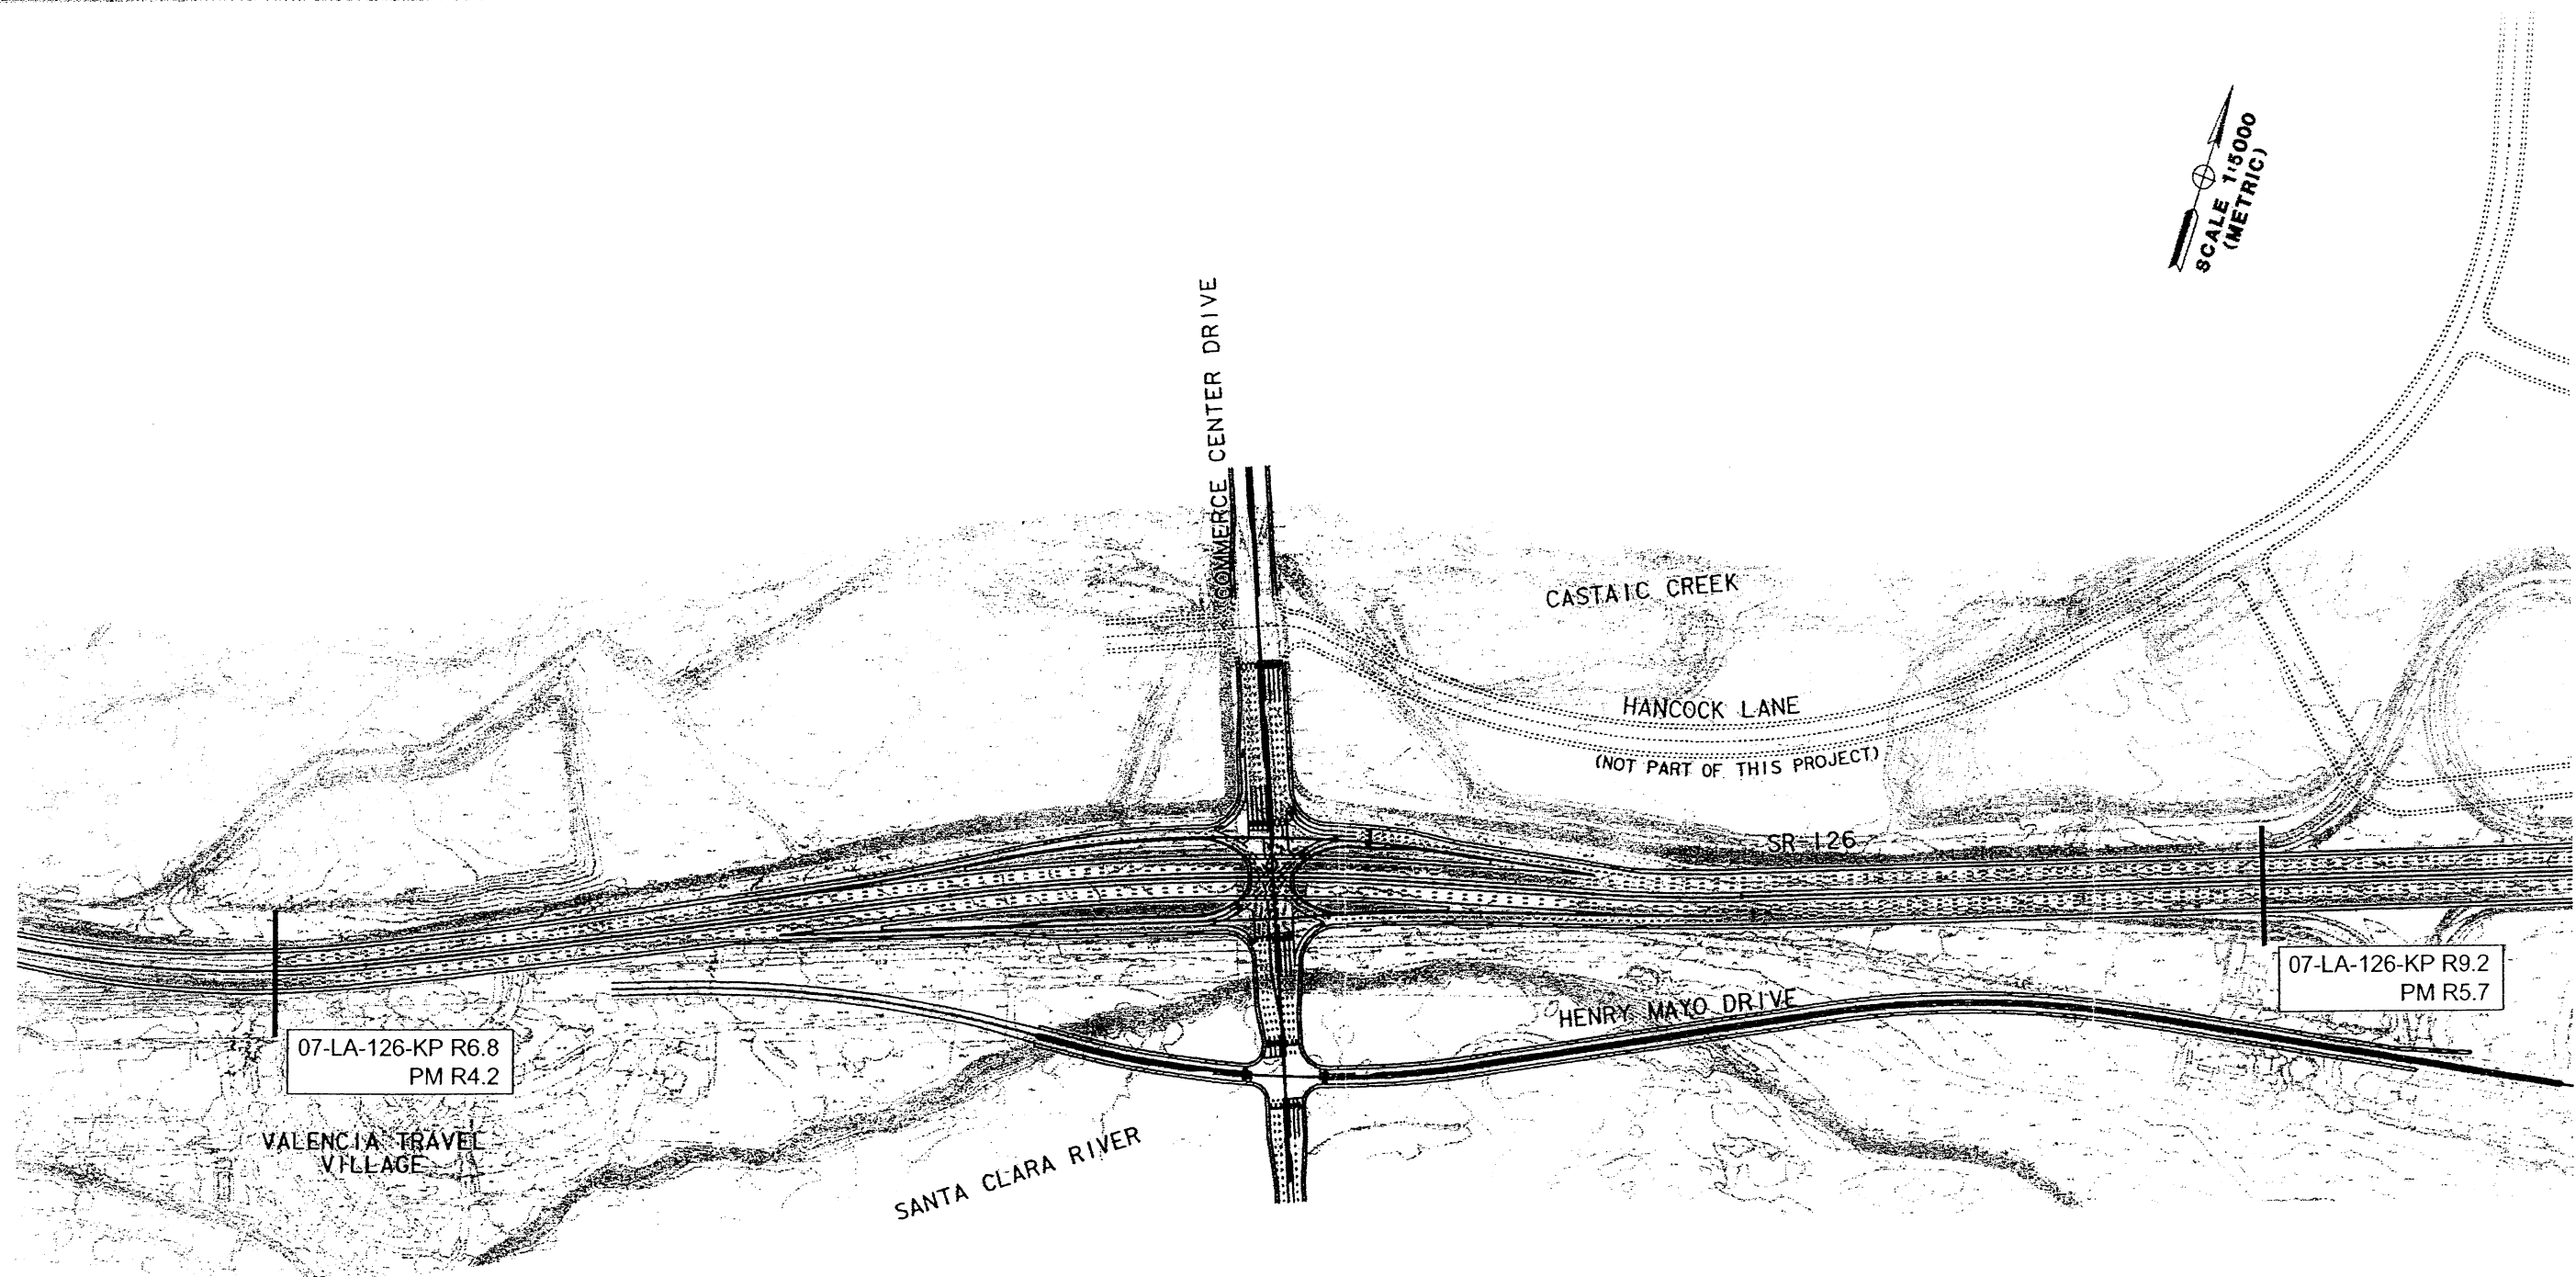 SCALE 1:5000
(METRIC)
COMMERCE CENTER DRIVE
CASTAIC CREEK
HANCOCK LANE
(NOT PART OF THIS PROJECT)
SR-126
07-LA-126-KP R9.2
PM R5.7
HENRY MAYO DRIVE
07-LA-126-KP R6.8
PM R4.2
VALENCIA TRAVEL
VILLAGE
SANTA CLARA RIVER